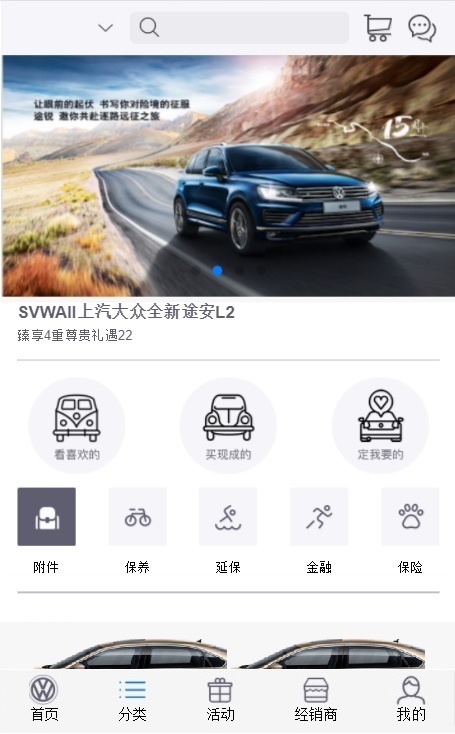 让眼前的起伏 书写你对险境的征服
途锐 邀你共赴迷路远征之旅
15
SVWAII上汽大众全新途安L2
臻享4重尊贵礼遇22
看喜欢的
买现成的
定我要的
附件
保养
延保
金融
保险
首页
分类
活动
经销商
我的